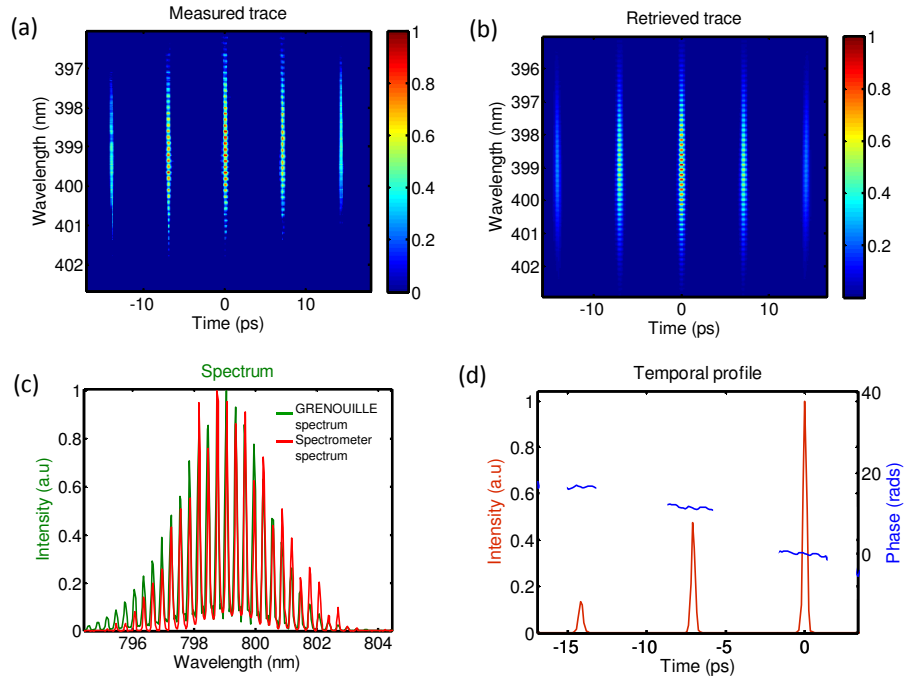 (a)
Measured trace
Wavelength (nm)
397
398
399
400
401
402
-10
0
10
Time (ps)
1
0.8
0.6
0.4
0.2
0
(b)
Retrieved trace
Wavelength (nm)
396
397
398
399
400
401
402
-10
0
10
Time (ps)
1
0.8
0.6
0.4
0.2
(c)
Spectrum
Intensity (a.u)
1
0.8
0.6
0.4
0.2
0
796
798
800
802
804
Wavelength (nm)
GRENOUILLE
spectrum
Spectrometer
spectrum
(d)
Temporal profile
Intensity (a.u)
1
0.8
0.6
0.4
0.2
0
-15
-10
-5
0
Time (ps)
40
20
0
Phase (rads)